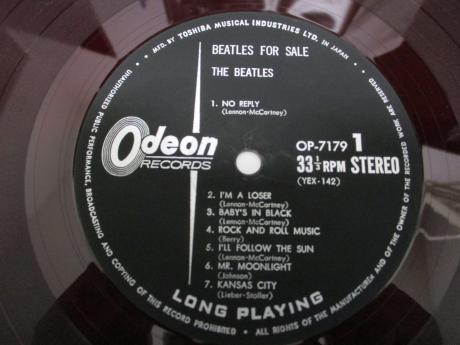 MFD. BY TOSHIBA MUSICAL INDUSTRIES LTD. IN JAPAN.
BEATLES FOR SALE
THE BEATLES
1. NO REPLY
(Lennon-McCartney)
Odeon
RECORDS
OP-7179 1
33 1/3 RPM STEREO
(YEX-142)
2. I'M A LOSER
(Lennon-McCartney)
3. BABY'S IN BLACK
(Lennon-McCartney)
4. ROCK AND ROLL MUSIC
(Berry)
5. I'LL FOLLOW THE SUN
(Lennon-McCartney)
6. MR. MOONLIGHT
(Johnson)
7. KANSAS CITY
(Lieber-Stoller)
LONG PLAYING
UNAUTHORIZED PUBLIC PERFORMANCE, BROADCASTING AND COPYING OF THIS RECORD PROHIBITED • ALL RIGHTS OF THE MANUFACTURER AND OF THE OWNER OF THE RECORDED WORK ARE RESERVED